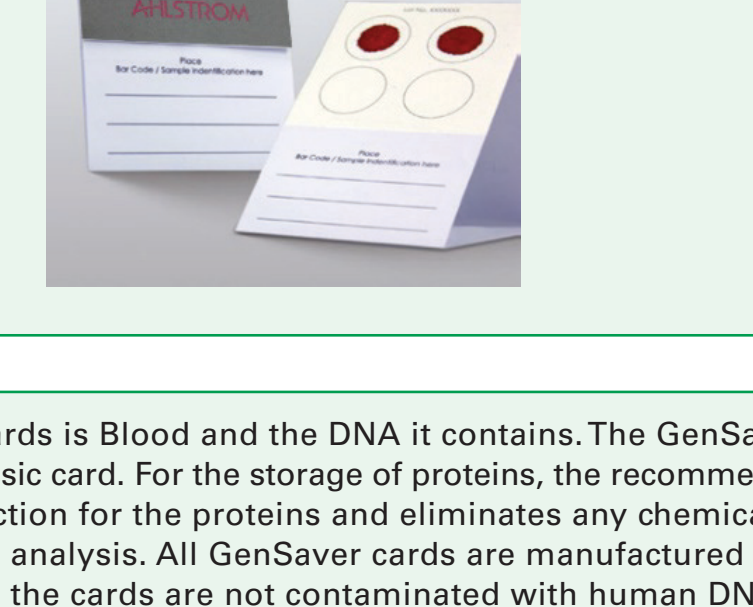 AHLSTROM
Place
Bar Code / Sample Indentification here
Place
Bar Code / Sample Indentification here
ards is Blood and the DNA it contains. The GenSa
sic card. For the storage of proteins, the recomme
ction for the proteins and eliminates any chemica
analysis. All GenSaver cards are manufactured
the cards are not contaminated with human DN